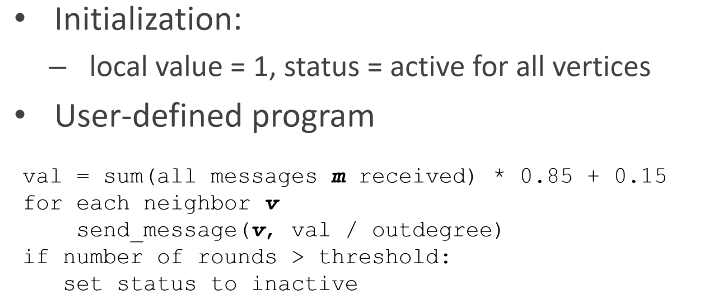 • Initialization:
– local value = 1, status = active for all vertices
• User-defined program
val = sum(all messages m received) * 0.85 + 0.15
for each neighbor v
    send_message(v, val / outdegree)
if number of rounds > threshold:
   set status to inactive